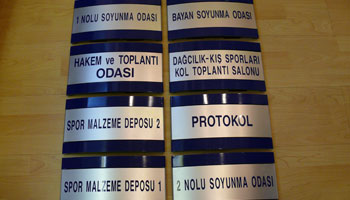 1 NOLU SOYUNMA ODASI
BAYAN SOYUNMA ODASI
HAKEM ve TOPLANTI
ODASI
DAĞCILIK-KIŞ SPORLARI
KOL TOPLANTI SALONU
SPOR MALZEME DEPOSU 2
PROTOKOL
SPOR MALZEME DEPOSU 1
2 NOLU SOYUNMA ODASI